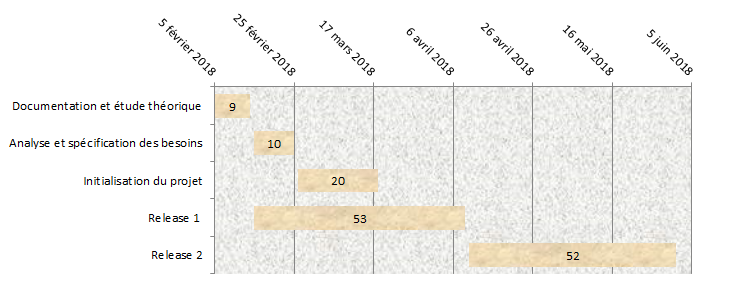 5 février 2018
25 février 2018
17 mars 2018
6 avril 2018
26 avril 2018
16 mai 2018
5 juin 2018
Documentation et étude théorique
9
Analyse et spécification des besoins
10
Initialisation du projet
20
Release 1
53
Release 2
52